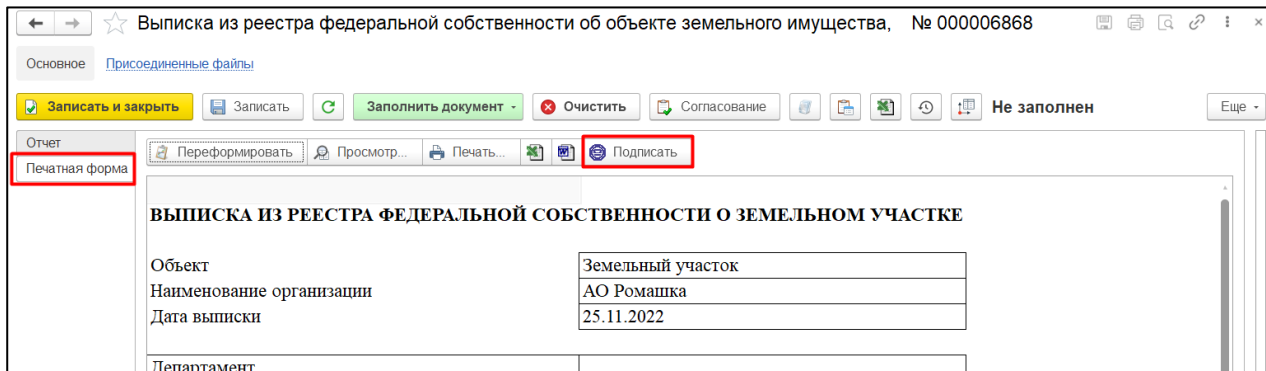 Выписка из реестра федеральной собственности об объекте земельного имущества, № 000006868
Основное Присоединенные файлы
Записать и закрыть Записать Заполнить документ Очистить Согласование Не заполнен Еще
Отчет
Печатная форма
Переформировать Просмотр... Печать... Подписать
ВЫПИСКА ИЗ РЕЕСТРА ФЕДЕРАЛЬНОЙ СОБСТВЕННОСТИ О ЗЕМЕЛЬНОМ УЧАСТКЕ
Объект Земельный участок
Наименование организации АО Ромашка
Дата выписки 25.11.2022
Департамент